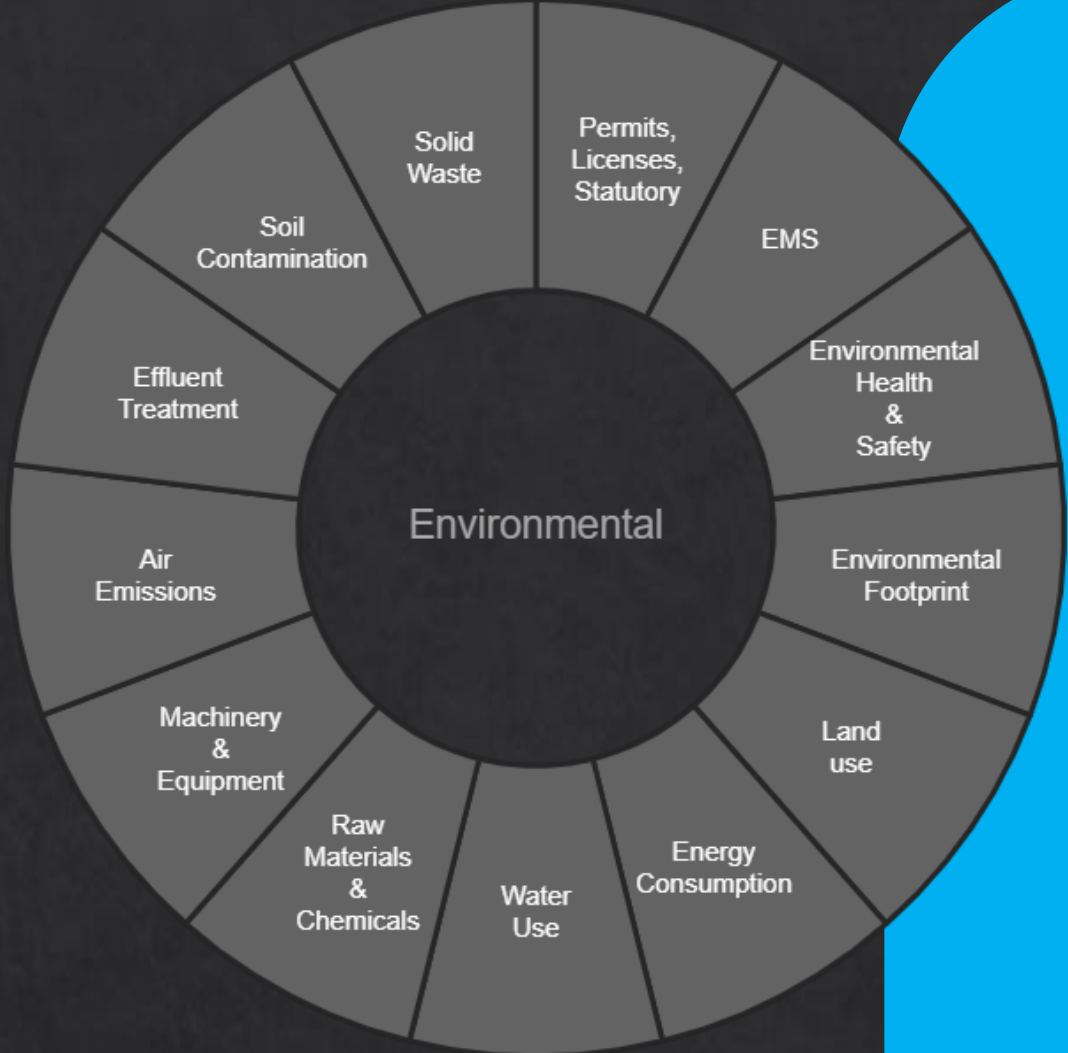 Permits,
Licenses,
Statutory
EMS
Environmental
Health
&
Safety
Environmental
Footprint
Land
use
Energy
Consumption
Water
Use
Raw
Materials
&
Chemicals
Machinery
&
Equipment
Air
Emissions
Effluent
Treatment
Soil
Contamination
Solid
Waste
Environmental